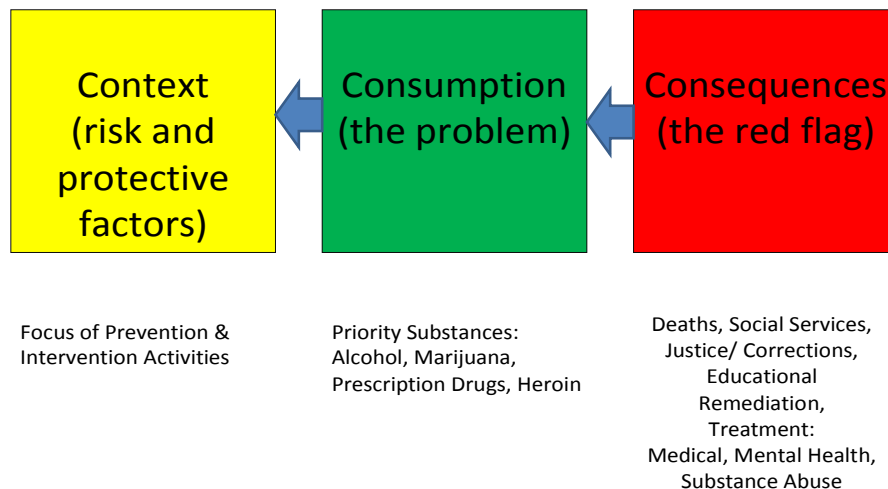 Context
(risk and
protective
factors)
Consumption
(the problem)
Consequences
(the red flag)
Focus of Prevention &
Intervention Activities
Priority Substances:
Alcohol, Marijuana,
Prescription Drugs, Heroin
Deaths, Social Services,
Justice/ Corrections,
Educational
Remediation,
Treatment:
Medical, Mental Health,
Substance Abuse